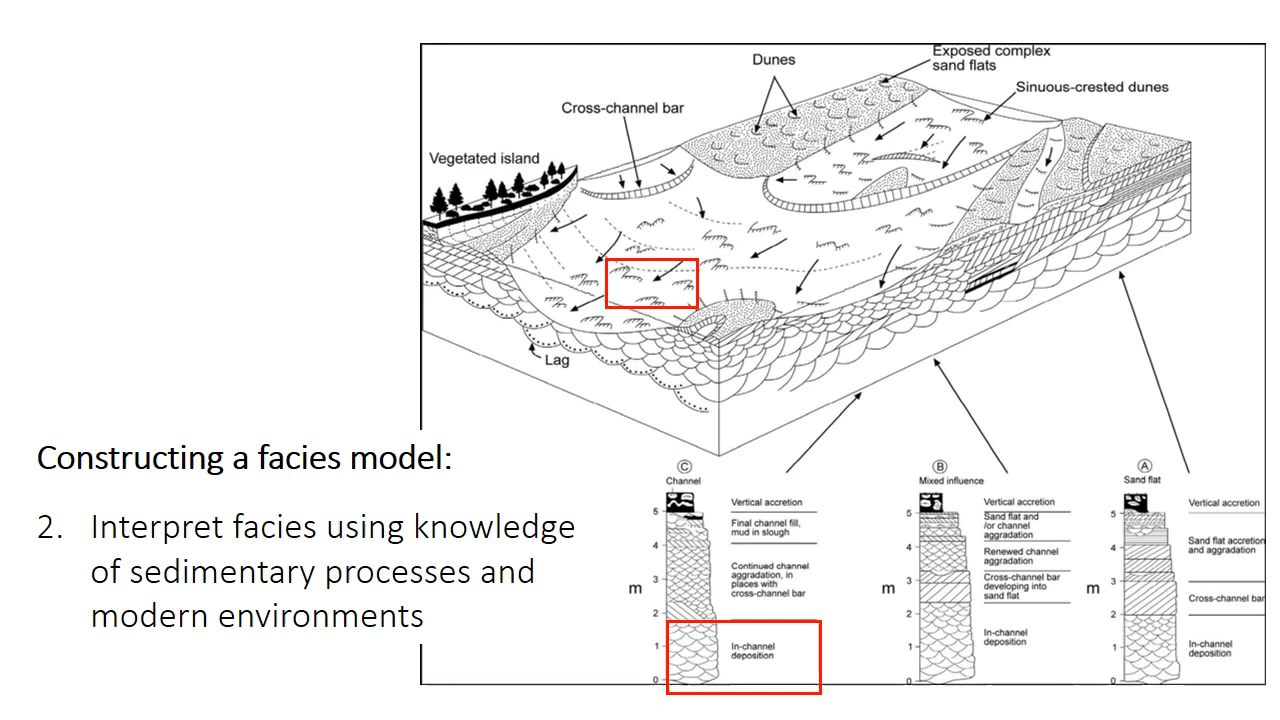 Exposed complex
sand flats
Dunes
Sinuous-crested dunes
Cross-channel bar
Vegetated island
Lag
Constructing a facies model:
2. Interpret facies using knowledge
of sedimentary processes and
modern environments
C
Channel
Vertical accretion
5
Final channel fill,
mud in slough
4
Continued channel
aggradation, in
places with
cross-channel bar
3
m
2
In-channel
deposition
1
0
B
Mixed influence
Vertical accretion
5
Sand flat and
/or channel
aggradation
4
Renewed channel
aggradation
3
Cross-channel bar
developing into
sand flat
m
2
In-channel
deposition
1
0
A
Sand flat
Vertical accretion
5
Sand flat accretion
and aggradation
4
3
m
Cross-channel bar
2
In-channel
deposition
1
0